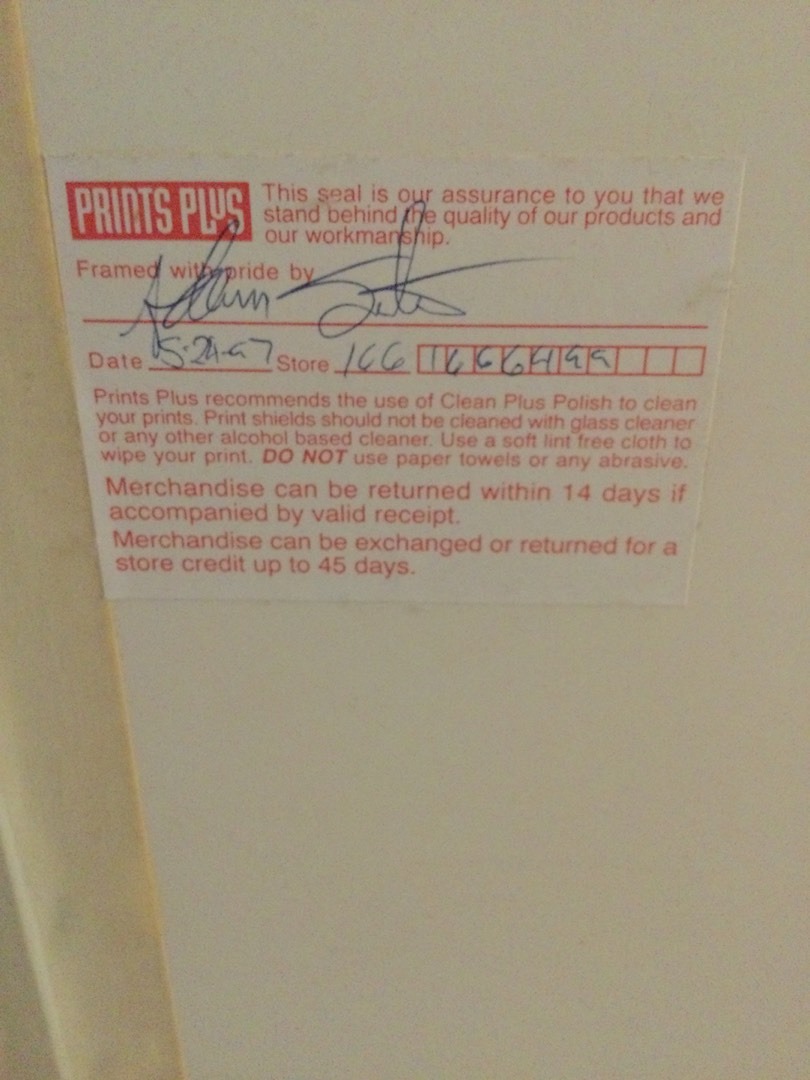 PRINTS PLUS
This seal is our assurance to you that we
stand behind the quality of our products and
our workmanship.
Framed with pride by
Adam
Date 5-24-97 Store 166 1666499
Prints Plus recommends the use of Clean Plus Polish to clean
your prints. Print shields should not be cleaned with glass cleaner
or any other alcohol based cleaner. Use a soft lint free cloth to
wipe your print. DO NOT use paper towels or any abrasive.
Merchandise can be returned within 14 days if
accompanied by valid receipt.
Merchandise can be exchanged or returned for a
store credit up to 45 days.